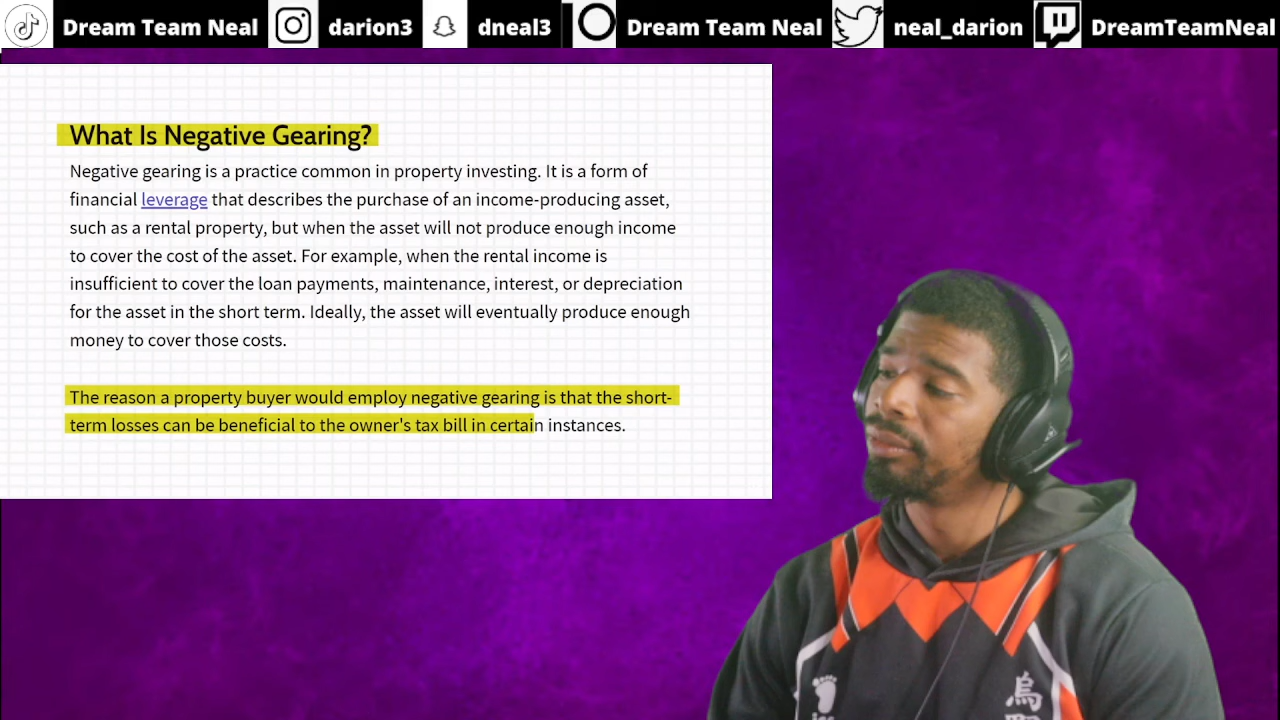 Dream Team Neal darion3 dneal3 Dream Team Neal neal_darion DreamTeamNeal
What Is Negative Gearing?
Negative gearing is a practice common in property investing. It is a form of
financial leverage that describes the purchase of an income-producing asset,
such as a rental property, but when the asset will not produce enough income
to cover the cost of the asset. For example, when the rental income is
insufficient to cover the loan payments, maintenance, interest, or depreciation
for the asset in the short term. Ideally, the asset will eventually produce enough
money to cover those costs.
The reason a property buyer would employ negative gearing is that the short-
term losses can be beneficial to the owner's tax bill in certain instances.
烏